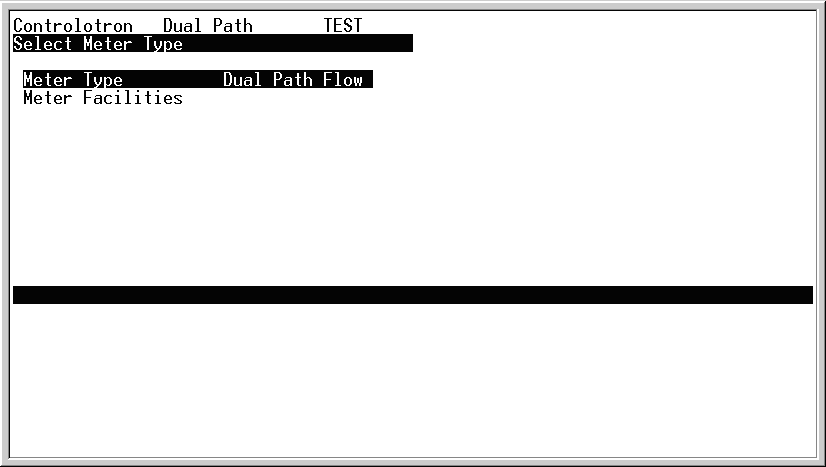 Controlotron   Dual Path       TEST
Select Meter Type
Meter Type          Dual Path Flow
Meter Facilities